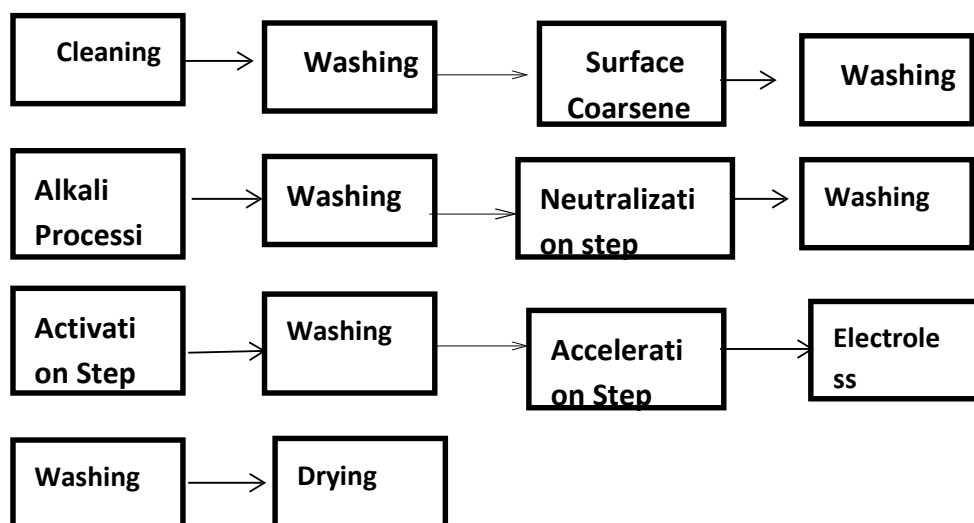 Cleaning
Washing
Surface
Coarsene
Washing
Alkali
Processi
Washing
Neutralizati
on step
Washing
Activati
on Step
Washing
Accelerati
on Step
Electrole
ss
Washing
Drying